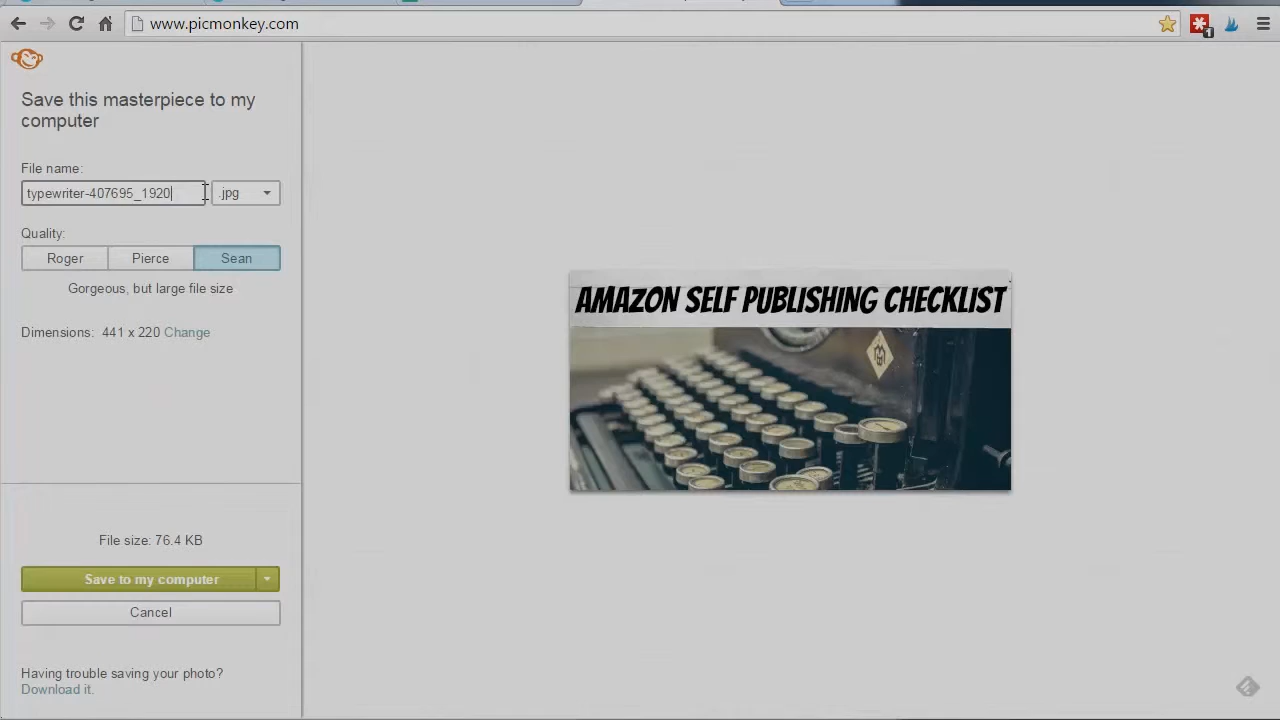 www.picmonkey.com
1
Save this masterpiece to my
computer
File name:
typewriter-407695_1920
.jpg
Quality:
Roger
Pierce
Sean
Gorgeous, but large file size
Dimensions: 441 x 220 Change
AMAZON SELF PUBLISHING CHECKLIST
File size: 76.4 KB
Save to my computer
Cancel
Having trouble saving your photo?
Download it.